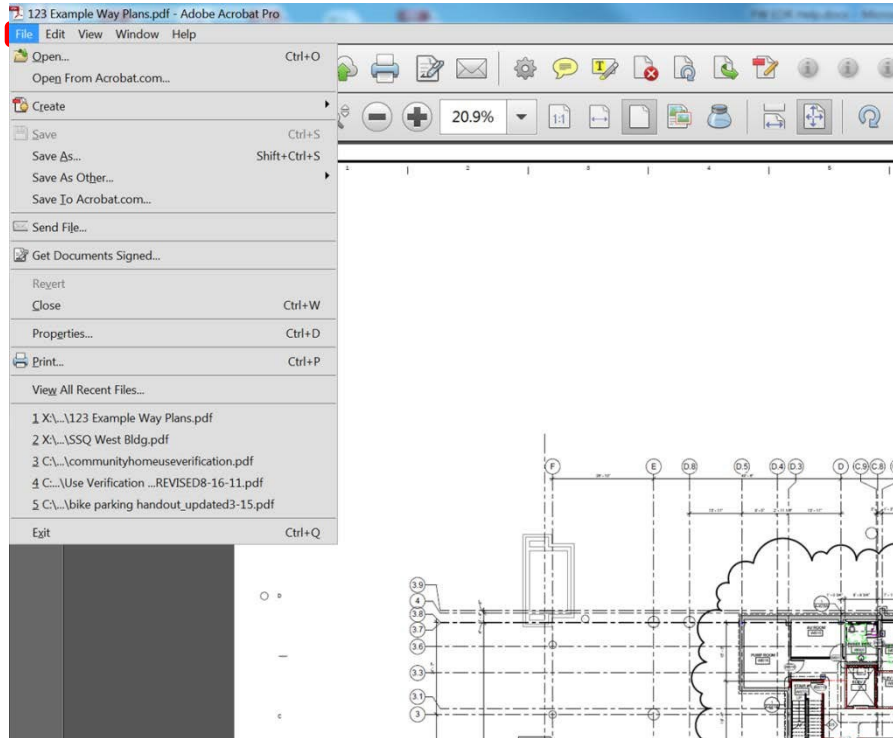 123 Example Way Plans.pdf - Adobe Acrobat Pro
File Edit View Window Help
Open... Ctrl+O
Open From Acrobat.com...
Create
20.9%
1:1
Save Ctrl+S
Save As... Shift+Ctrl+S
Save As Other...
Save To Acrobat.com...
1 2 3 4 5
Send File...
Get Documents Signed...
Revert
Close Ctrl+W
Properties... Ctrl+D
Print... Ctrl+P
View All Recent Files...
1 X:\...\123 Example Way Plans.pdf
2 X:\...\SSQ West Bldg.pdf
3 C:\...\communityhomeuseverification.pdf
4 C:...\Use Verification ...REVISED8-16-11.pdf
5 C:\...\bike parking handout_updated3-15.pdf
Exit Ctrl+Q
F E D.8 D.5 D.4 D.3 D C.9 C.8
3.9
4
3.8
3.7
3.6
3.3
3.1
3
D
C